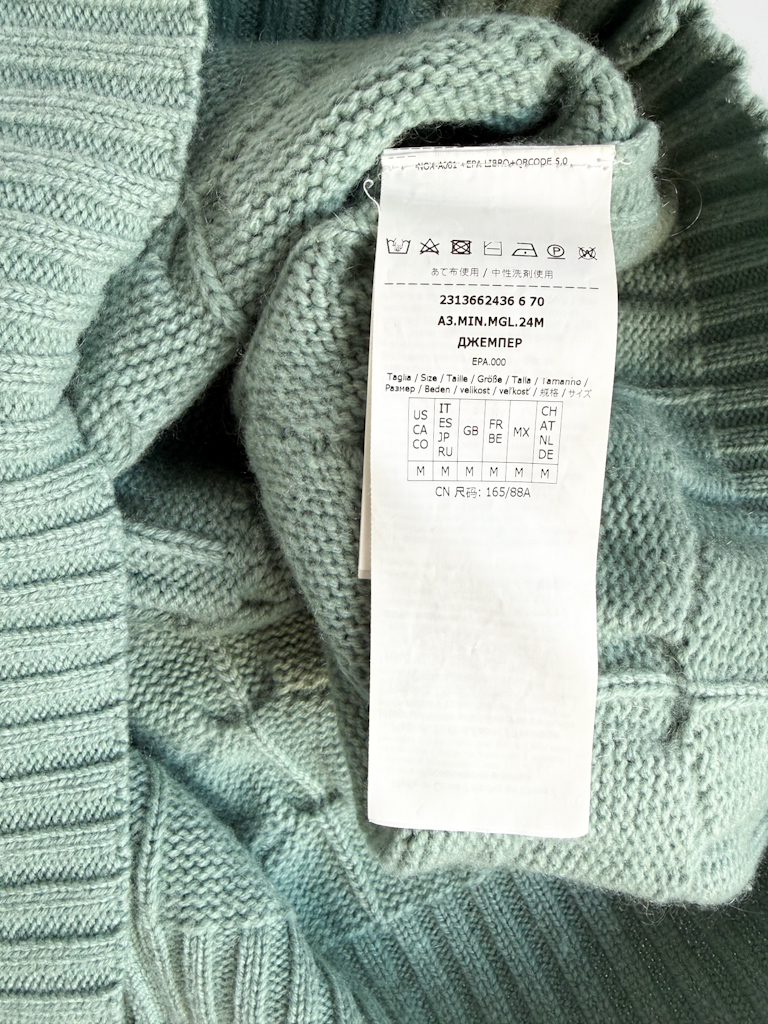 NOX-A001 +EPA LIBRO+QRCODE 5.0
あて布使用 / 中性洗剤使用
2313662436 6 70
A3.MIN.MGL.24M
ДЖЕМПЕР
EPA.000
Taglia / Size / Taille / Größe / Talla / Tamanho /
Размер / Beden / velikost / veľkosť / 规格 / サイズ
US CA CO | IT ES JP RU | GB | FR BE | MX | CH AT NL DE
M | M | M | M | M | M
CN 尺码: 165/88A